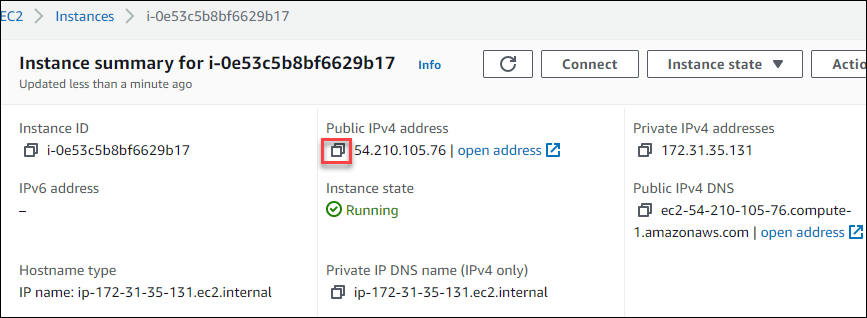 EC2 > Instances > i-0e53c5b8bf6629b17
Instance summary for i-0e53c5b8bf6629b17 Info
Connect
Instance state
Updated less than a minute ago
Instance ID
i-0e53c5b8bf6629b17
Public IPv4 address
54.210.105.76 | open address
Private IPv4 addresses
172.31.35.131
IPv6 address
–
Instance state
Running
Public IPv4 DNS
ec2-54-210-105-76.compute-
1.amazonaws.com | open address
Hostname type
IP name: ip-172-31-35-131.ec2.internal
Private IP DNS name (IPv4 only)
ip-172-31-35-131.ec2.internal